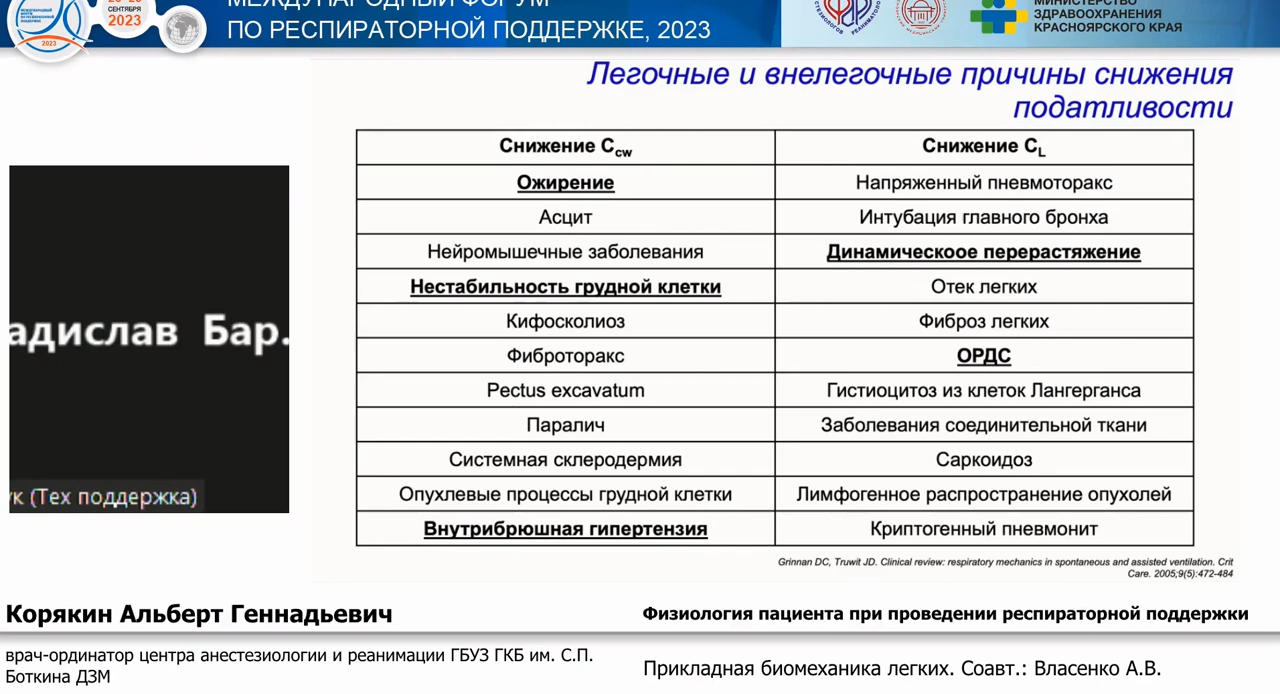 МЕЖДУНАРОДНЫЙ ФОРУМ
ПО РЕСПИРАТОРНОЙ ПОДДЕРЖКЕ, 2023
СЕНТЯБРЯ
2023
2023
МИНИСТЕРСТВО
ЗДРАВООХРАНЕНИЯ
КРАСНОЯРСКОГО КРАЯ
Легочные и внелегочные причины снижения
податливости
Снижение Ccw Снижение CL
Ожирение Напряженный пневмоторакс
Асцит Интубация главного бронха
Нейромышечные заболевания Динамическоое перерастяжение
Нестабильность грудной клетки Отек легких
Кифосколиоз Фиброз легких
Фиброторакс ОРДС
Pectus excavatum Гистиоцитоз из клеток Лангерганса
Паралич Заболевания соединительной ткани
Системная склеродермия Саркоидоз
Опухлевые процессы грудной клетки Лимфогенное распространение опухолей
Внутрибрюшная гипертензия Криптогенный пневмонит
адислав Бар.
ук (Тех поддержка)
Grinnan DC, Truwit JD. Clinical review: respiratory mechanics in spontaneous and assisted ventilation. Crit
Care. 2005;9(5):472-484
Корякин Альберт Геннадьевич
Физиология пациента при проведении респираторной поддержки
врач-ординатор центра анестезиологии и реанимации ГБУЗ ГКБ им. С.П.
Боткина ДЗМ
Прикладная биомеханика легких. Соавт.: Власенко А.В.